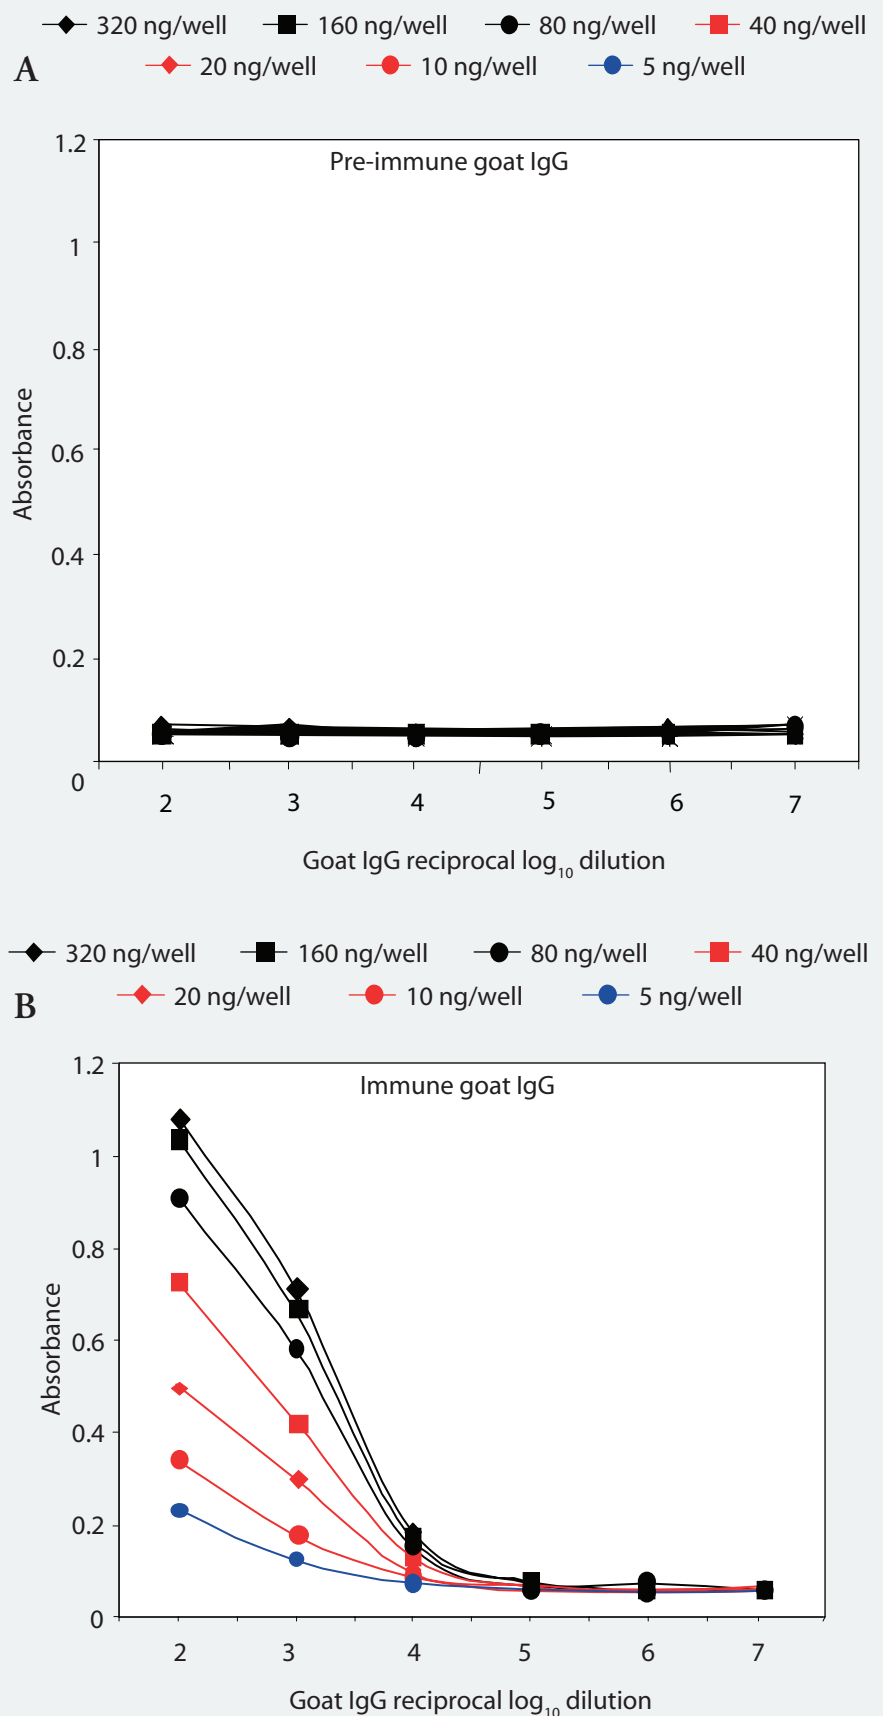 320 ng/well 160 ng/well 80 ng/well 40 ng/well
20 ng/well 10 ng/well 5 ng/well
A
1.2
Pre-immune goat IgG
1
0.8
0.6
0.4
0.2
0
Absorbance
2 3 4 5 6 7
Goat IgG reciprocal log₁₀ dilution
320 ng/well 160 ng/well 80 ng/well 40 ng/well
20 ng/well 10 ng/well 5 ng/well
B
1.2
Immune goat IgG
1
0.8
0.6
0.4
0.2
0
Absorbance
2 3 4 5 6 7
Goat IgG reciprocal log₁₀ dilution